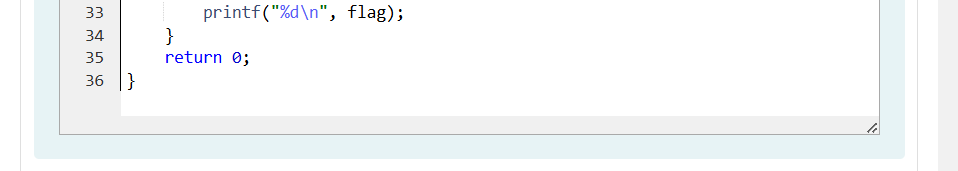 33 printf("%d\n", flag);
34 }
35 return 0;
36 }